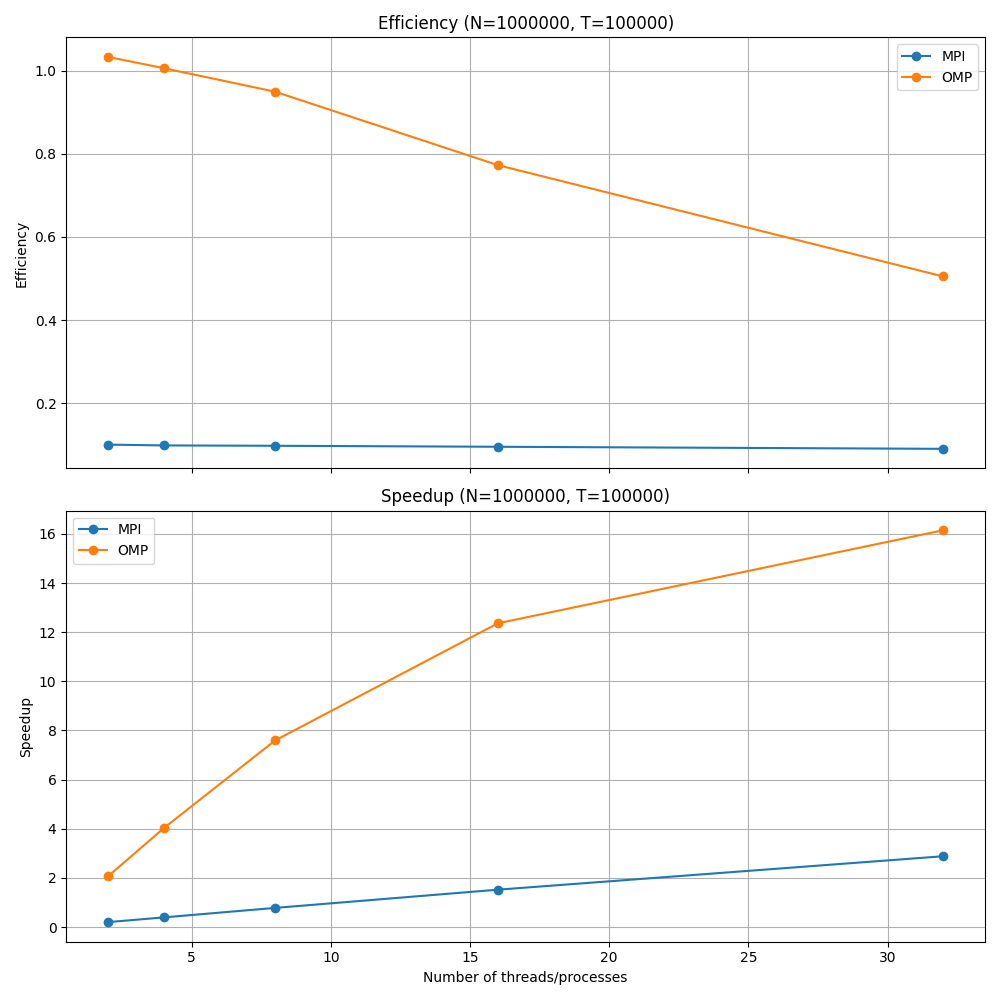 Efficiency (N=1000000, T=100000)
MPI
OMP
1.0
0.8
0.6
0.4
0.2
Efficiency
Speedup (N=1000000, T=100000)
MPI
OMP
16
14
12
10
8
6
4
2
0
Speedup
5 10 15 20 25 30
Number of threads/processes